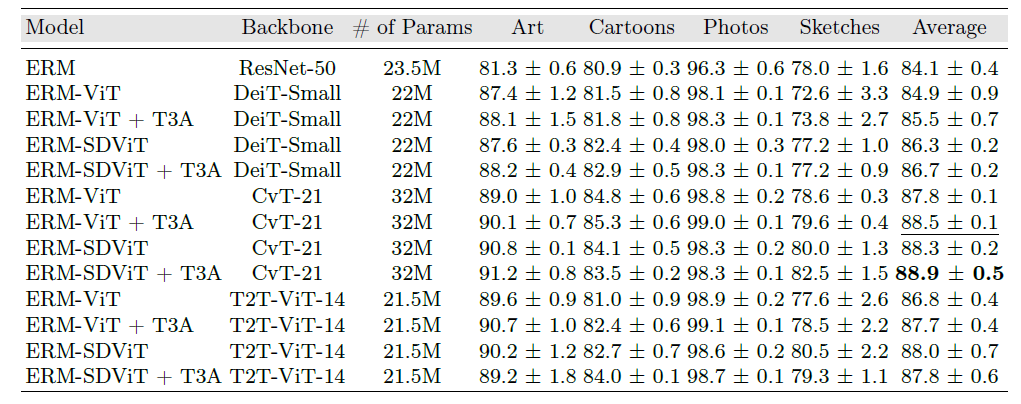 Model Backbone # of Params Art Cartoons Photos Sketches Average
ERM ResNet-50 23.5M 81.3 ± 0.6 80.9 ± 0.3 96.3 ± 0.6 78.0 ± 1.6 84.1 ± 0.4
ERM-ViT DeiT-Small 22M 87.4 ± 1.2 81.5 ± 0.8 98.1 ± 0.1 72.6 ± 3.3 84.9 ± 0.9
ERM-ViT + T3A DeiT-Small 22M 88.1 ± 1.5 81.8 ± 0.8 98.3 ± 0.1 73.8 ± 2.7 85.5 ± 0.7
ERM-SDViT DeiT-Small 22M 87.6 ± 0.3 82.4 ± 0.4 98.0 ± 0.3 77.2 ± 1.0 86.3 ± 0.2
ERM-SDViT + T3A DeiT-Small 22M 88.2 ± 0.4 82.9 ± 0.5 98.3 ± 0.1 77.2 ± 0.9 86.7 ± 0.2
ERM-ViT CvT-21 32M 89.0 ± 1.0 84.8 ± 0.6 98.8 ± 0.2 78.6 ± 0.3 87.8 ± 0.1
ERM-ViT + T3A CvT-21 32M 90.1 ± 0.7 85.3 ± 0.6 99.0 ± 0.1 79.6 ± 0.4 88.5 ± 0.1
ERM-SDViT CvT-21 32M 90.8 ± 0.1 84.1 ± 0.5 98.3 ± 0.2 80.0 ± 1.3 88.3 ± 0.2
ERM-SDViT + T3A CvT-21 32M 91.2 ± 0.8 83.5 ± 0.2 98.3 ± 0.1 82.5 ± 1.5 88.9 ± 0.5
ERM-ViT T2T-ViT-14 21.5M 89.6 ± 0.9 81.0 ± 0.9 98.9 ± 0.2 77.6 ± 2.6 86.8 ± 0.4
ERM-ViT + T3A T2T-ViT-14 21.5M 90.7 ± 1.0 82.4 ± 0.6 99.1 ± 0.1 78.5 ± 2.2 87.7 ± 0.4
ERM-SDViT T2T-ViT-14 21.5M 90.2 ± 1.2 82.7 ± 0.7 98.6 ± 0.2 80.5 ± 2.2 88.0 ± 0.7
ERM-SDViT + T3A T2T-ViT-14 21.5M 89.2 ± 1.8 84.0 ± 0.1 98.7 ± 0.1 79.3 ± 1.1 87.8 ± 0.6